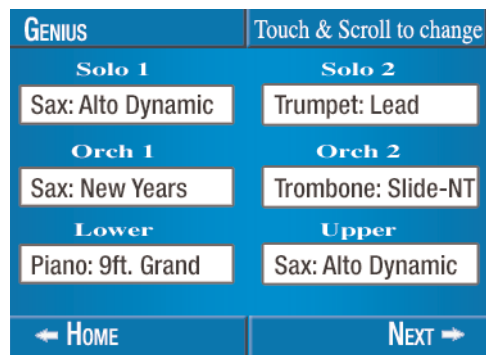 GENIUS
Touch & Scroll to change
Solo 1
Solo 2
Sax: Alto Dynamic
Trumpet: Lead
Orch 1
Orch 2
Sax: New Years
Trombone: Slide-NT
Lower
Upper
Piano: 9ft. Grand
Sax: Alto Dynamic
HOME
NEXT